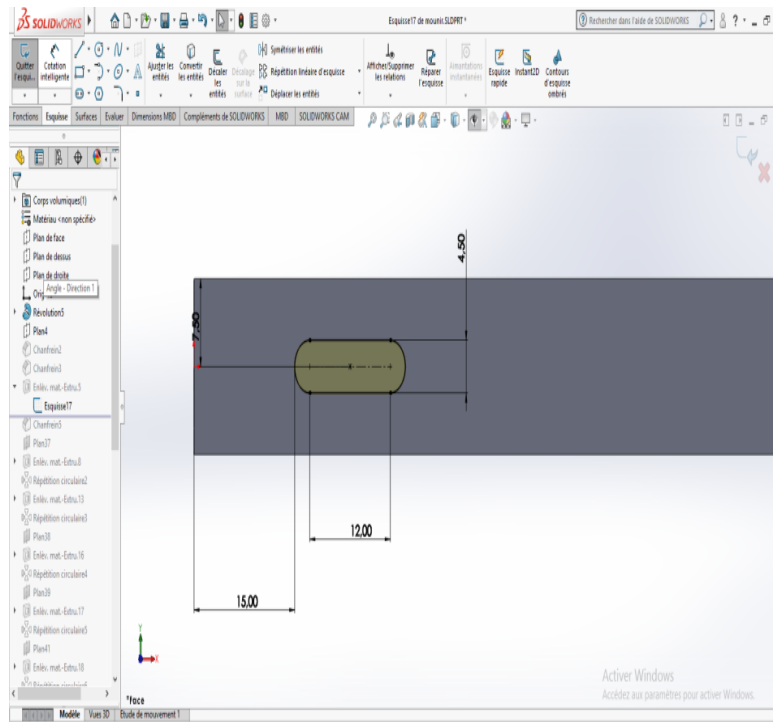 SOLIDWORKS
Esquisse17 de mounir.SLDPRT *
Rechercher dans l'aide de SOLIDWORKS
Quitter l'esqui...
Cotation intelligente
Ajuster les entités
Convertir les entités
Décaler les entités
Décalage sur la surface
Symétriser les entités
Répétition linéaire d'esquisse
Déplacer les entités
Afficher/Supprimer les relations
Réparer l'esquisse
Annotations instantanées
Esquisse rapide
Instant2D
Contours d'esquisse ombrés
Fonctions Esquisse Surfaces Evaluer Dimensions MBD Compléments de SOLIDWORKS MBD SOLIDWORKS CAM
Corps volumiques(1)
Matériau <non spécifié>
Plan de face
Plan de dessus
Plan de droite
Angle - Direction 1
Révolution5
Plan4
Chanfrein2
Chanfrein3
Enlèv. mat.-Extru.5
Esquisse17
Chanfrein5
Plan37
Enlèv. mat.-Extru.8
Répétition circulaire2
Enlèv. mat.-Extru.13
Répétition circulaire3
Plan38
Enlèv. mat.-Extru.16
Répétition circulaire4
Plan39
Enlèv. mat.-Extru.17
Répétition circulaire5
Plan41
Enlèv. mat.-Extru.18
4,50
7,50
12,00
15,00
Y
X
*Face
Activer Windows
Accédez aux paramètres pour activer Windows.
Modèle Vues 3D Etude de mouvement 1